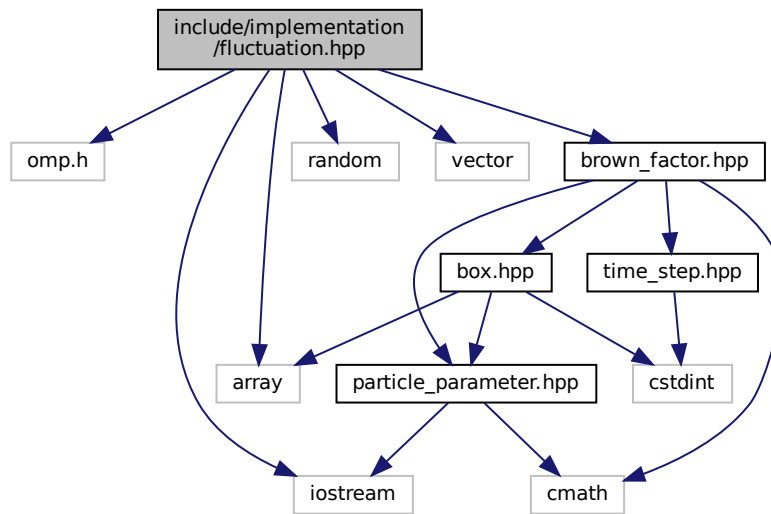 include/implementation
/fluctuation.hpp
omp.h
random
vector
brown_factor.hpp
box.hpp
time_step.hpp
array
particle_parameter.hpp
cstdint
iostream
cmath